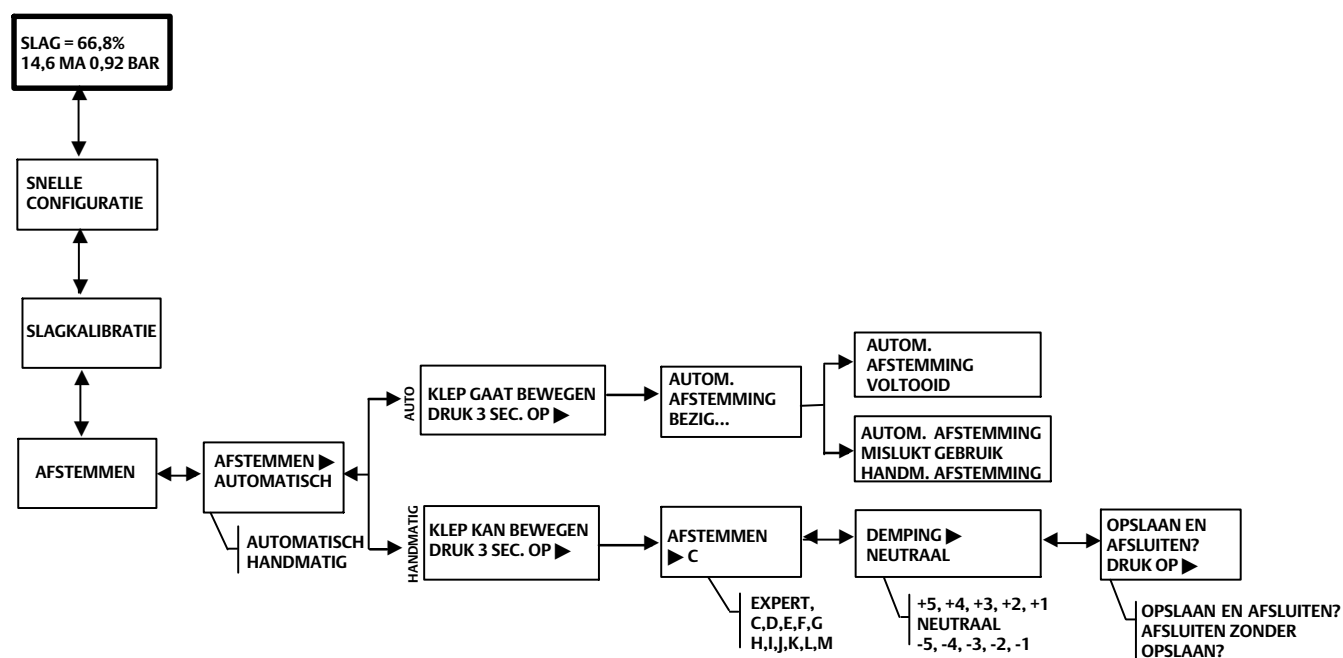 SLAG = 66,8%
14,6 MA 0,92 BAR
SNELLE
CONFIGURATIE
SLAGKALIBRATIE
AFSTEMMEN
AFSTEMMEN ▶
AUTOMATISCH
AUTOMATISCH
HANDMATIG
AUTO
KLEP GAAT BEWEGEN
DRUK 3 SEC. OP ▶
AUTOM.
AFSTEMMING
BEZIG...
AUTOM.
AFSTEMMING
VOLTOOID
AUTOM. AFSTEMMING
MISLUKT GEBRUIK
HANDM. AFSTEMMING
HANDMATIG
KLEP KAN BEWEGEN
DRUK 3 SEC. OP ▶
AFSTEMMEN
▶ C
EXPERT,
C,D,E,F,G
H,I,J,K,L,M
DEMPING ▶
NEUTRAAL
+5, +4, +3, +2, +1
NEUTRAAL
-5, -4, -3, -2, -1
OPSLAAN EN
AFSLUITEN?
DRUK OP ▶
OPSLAAN EN AFSLUITEN?
AFSLUITEN ZONDER
OPSLAAN?